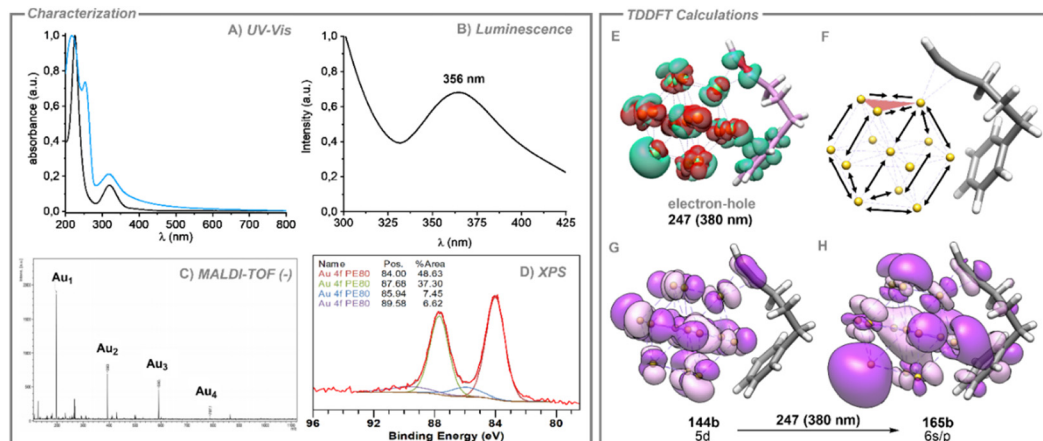 Characterization
TDDFT Calculations
A) UV-Vis
absorbance (a.u.)
1,0
0,8
0,6
0,4
0,2
0,0
200 300 400 500 600 700 800
λ (nm)
B) Luminescence
356 nm
Intensity (a.u.)
1,0
0,8
0,6
0,4
0,2
0,0
300 325 350 375 400 425
λ (nm)
C) MALDI-TOF (-)
Au1
Au2
Au3
Au4
D) XPS
Name Pos. %Area
Au 4f PE80 84.00 48.63
Au 4f PE80 87.68 37.30
Au 4f PE80 85.94 7.45
Au 4f PE80 89.58 6.62
96 92 88 84 80
Binding Energy (eV)
E
electron-hole
247 (380 nm)
F
G
H
144b
5d
247 (380 nm)
165b
6s/p